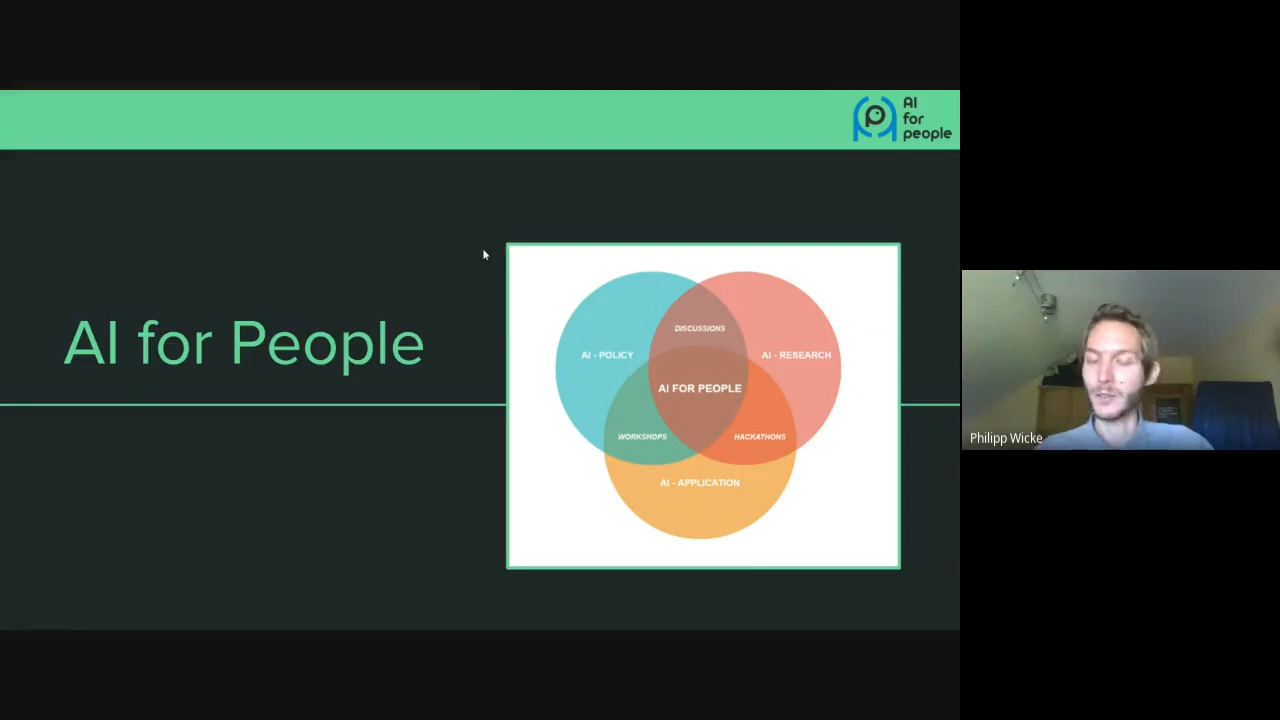 AI
for
people
AI for People
DISCUSSIONS
AI - POLICY
AI - RESEARCH
AI FOR PEOPLE
WORKSHOPS
HACKATHONS
AI - APPLICATION
Philipp Wicke